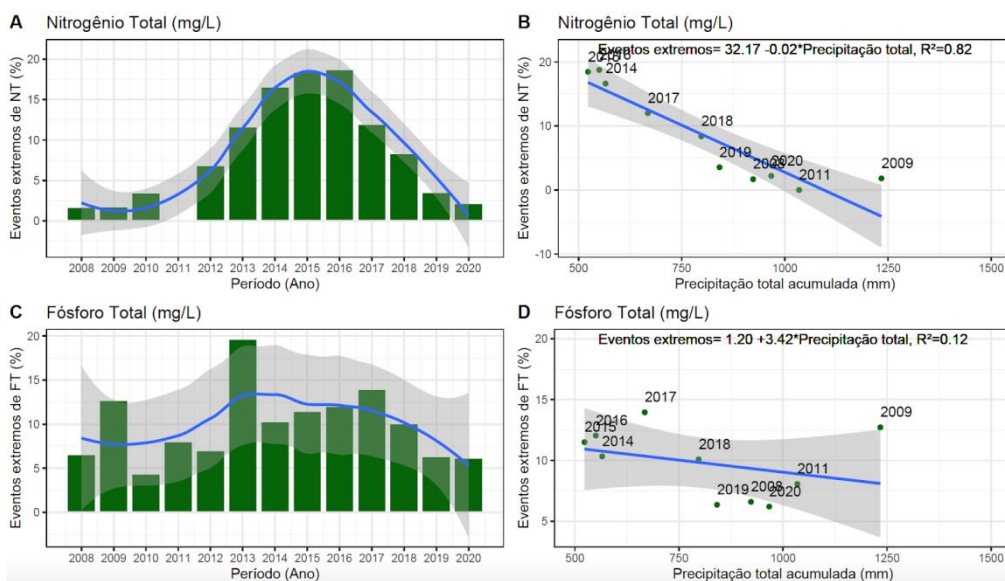 A Nitrogênio Total (mg/L)
Eventos extremos de NT (%)
20
15
10
5
0
2008 2009 2010 2011 2012 2013 2014 2015 2016 2017 2018 2019 2020
Período (Ano)
B Nitrogênio Total (mg/L)
Eventos extremos= 32.17 -0.02*Precipitação total, R²=0.82
Eventos extremos de NT (%)
20
10
0
-10
2016
2014
2017
2018
2019
2008
2020
2011
2009
500 750 1000 1250 1500
Precipitação total acumulada (mm)
C Fósforo Total (mg/L)
Eventos extremos de FT (%)
20
15
10
5
0
2008 2009 2010 2011 2012 2013 2014 2015 2016 2017 2018 2019 2020
Período (Ano)
D Fósforo Total (mg/L)
Eventos extremos= 1.20 +3.42*Precipitação total, R²=0.12
Eventos extremos de FT (%)
20
15
10
5
2017
2016
2015
2014
2018
2009
2011
2019
2008
2020
500 750 1000 1250 1500
Precipitação total acumulada (mm)